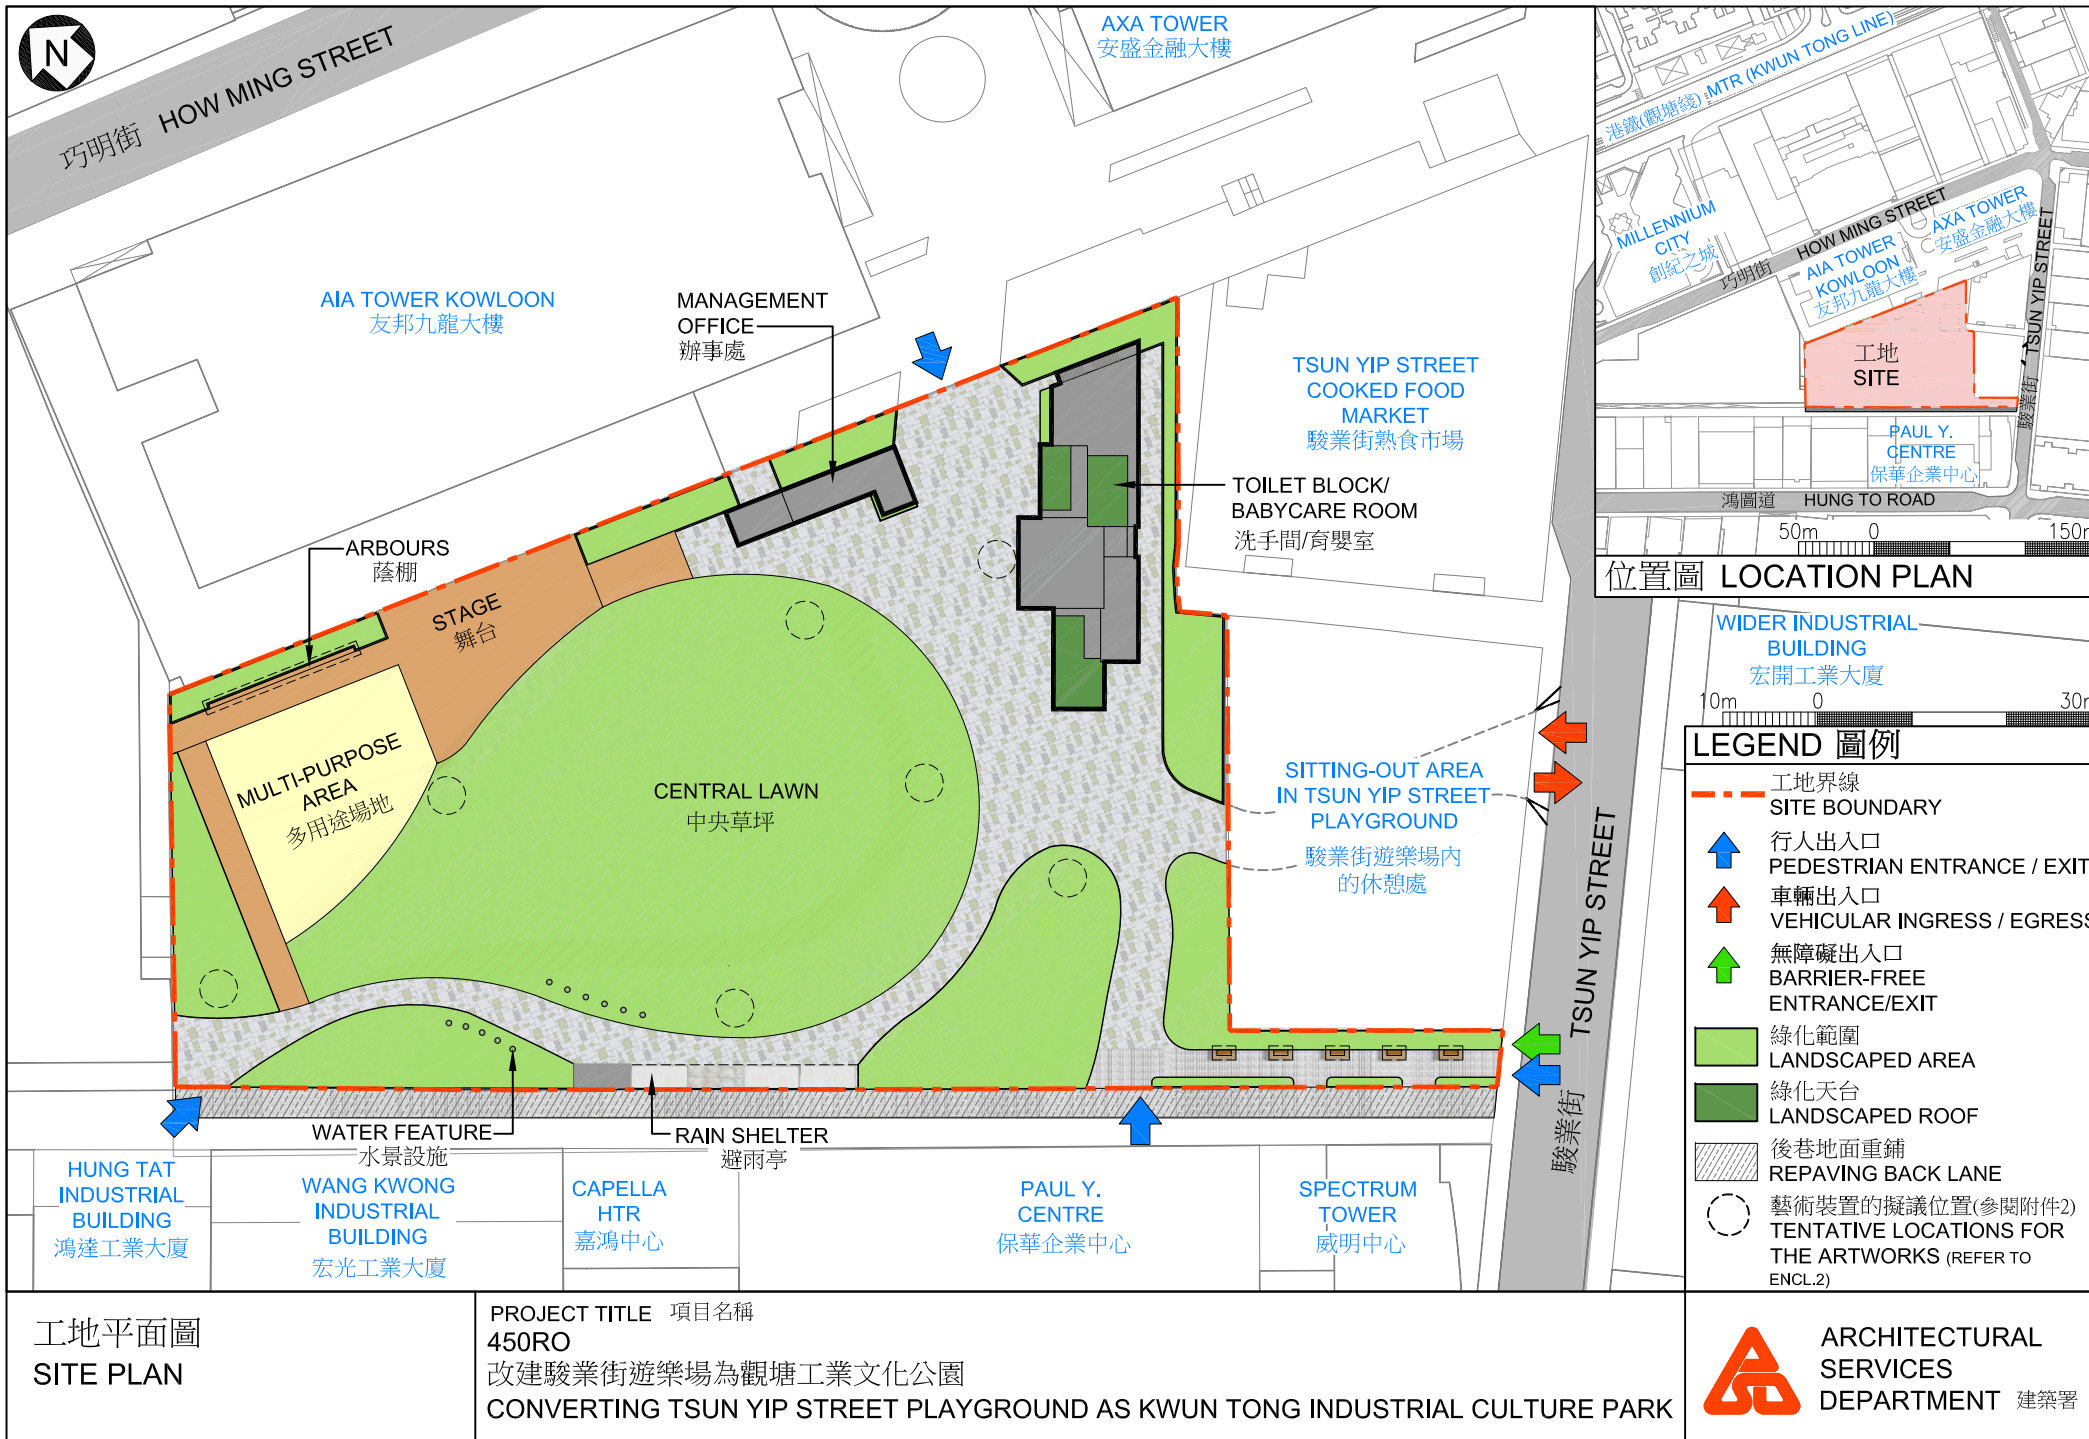 N
巧明街 HOW MING STREET
AXA TOWER
安盛金融大樓
AIA TOWER KOWLOON
友邦九龍大樓
MANAGEMENT
OFFICE
辦事處
TSUN YIP STREET
COOKED FOOD
MARKET
駿業街熟食市場
TOILET BLOCK/
BABYCARE ROOM
洗手間/育嬰室
ARBOURS
蔭棚
STAGE
舞台
MULTI-PURPOSE
AREA
多用途場地
CENTRAL LAWN
中央草坪
SITTING-OUT AREA
IN TSUN YIP STREET
PLAYGROUND
駿業街遊樂場內
的休憩處
TSUN YIP STREET
駿業街
WATER FEATURE
水景設施
RAIN SHELTER
避雨亭
HUNG TAT
INDUSTRIAL
BUILDING
鴻達工業大廈
WANG KWONG
INDUSTRIAL
BUILDING
宏光工業大廈
CAPELLA
HTR
嘉鴻中心
PAUL Y.
CENTRE
保華企業中心
SPECTRUM
TOWER
威明中心
港鐵(觀塘綫) MTR (KWUN TONG LINE)
MILLENNIUM
CITY
創紀之城
巧明街 HOW MING STREET
AXA TOWER
安盛金融大樓
AIA TOWER
KOWLOON
友邦九龍大樓
駿業街 TSUN YIP STREET
工地
SITE
PAUL Y.
CENTRE
保華企業中心
鴻圖道 HUNG TO ROAD
50m 0 150m
位置圖 LOCATION PLAN
WIDER INDUSTRIAL
BUILDING
宏開工業大廈
10m 0 30m
LEGEND 圖例
工地界線
SITE BOUNDARY
行人出入口
PEDESTRIAN ENTRANCE / EXIT
車輛出入口
VEHICULAR INGRESS / EGRESS
無障礙出入口
BARRIER-FREE
ENTRANCE/EXIT
綠化範圍
LANDSCAPED AREA
綠化天台
LANDSCAPED ROOF
後巷地面重鋪
REPAVING BACK LANE
藝術裝置的擬議位置(參閱附件2)
TENTATIVE LOCATIONS FOR
THE ARTWORKS (REFER TO
ENCL.2)
工地平面圖
SITE PLAN
PROJECT TITLE 項目名稱
450RO
改建駿業街遊樂場為觀塘工業文化公園
CONVERTING TSUN YIP STREET PLAYGROUND AS KWUN TONG INDUSTRIAL CULTURE PARK
ARCHITECTURAL
SERVICES
DEPARTMENT 建築署